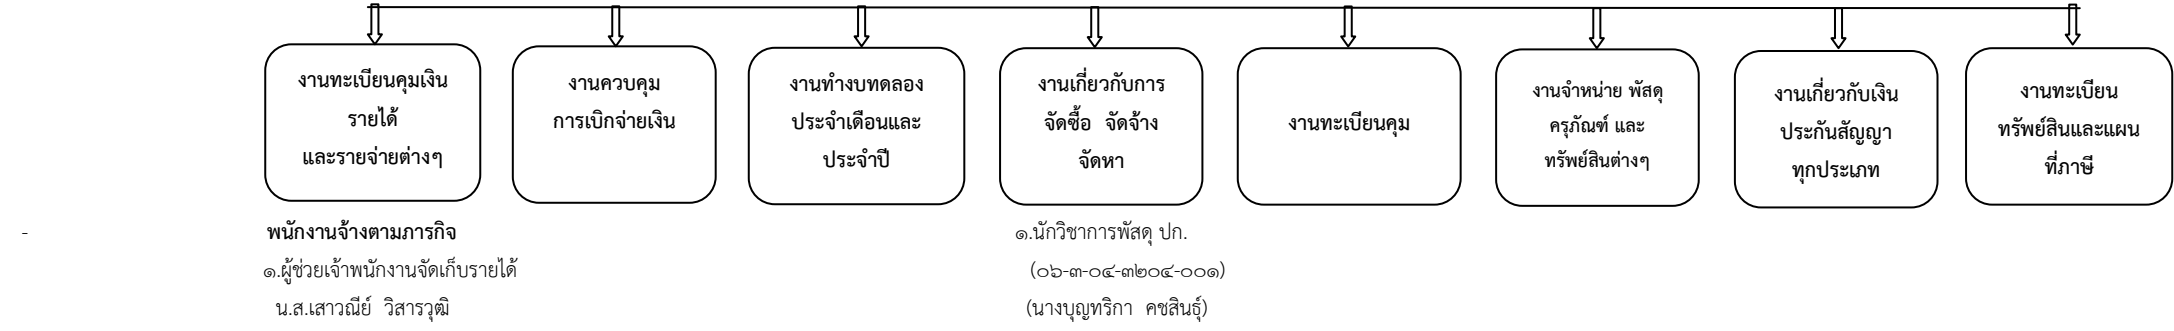 งานทะเบียนคุมเงิน
รายได้
และรายจ่ายต่างๆ
งานควบคุม
การเบิกจ่ายเงิน
งานทำงบทดลอง
ประจำเดือนและ
ประจำปี
งานเกี่ยวกับการ
จัดซื้อ จัดจ้าง
จัดหา
งานทะเบียนคุม
งานจำหน่าย พัสดุ
ครุภัณฑ์ และ
ทรัพย์สินต่างๆ
งานเกี่ยวกับเงิน
ประกันสัญญา
ทุกประเภท
งานทะเบียน
ทรัพย์สินและแผน
ที่ภาษี
-
พนักงานจ้างตามภารกิจ
๑.ผู้ช่วยเจ้าพนักงานจัดเก็บรายได้
น.ส.เสาวณีย์ วิสารวุฒิ
๑.นักวิชาการพัสดุ ปก.
(๐๖-๓-๐๔-๓๒๐๔-๐๐๑)
(นางบุญทริกา คชสินธุ์)